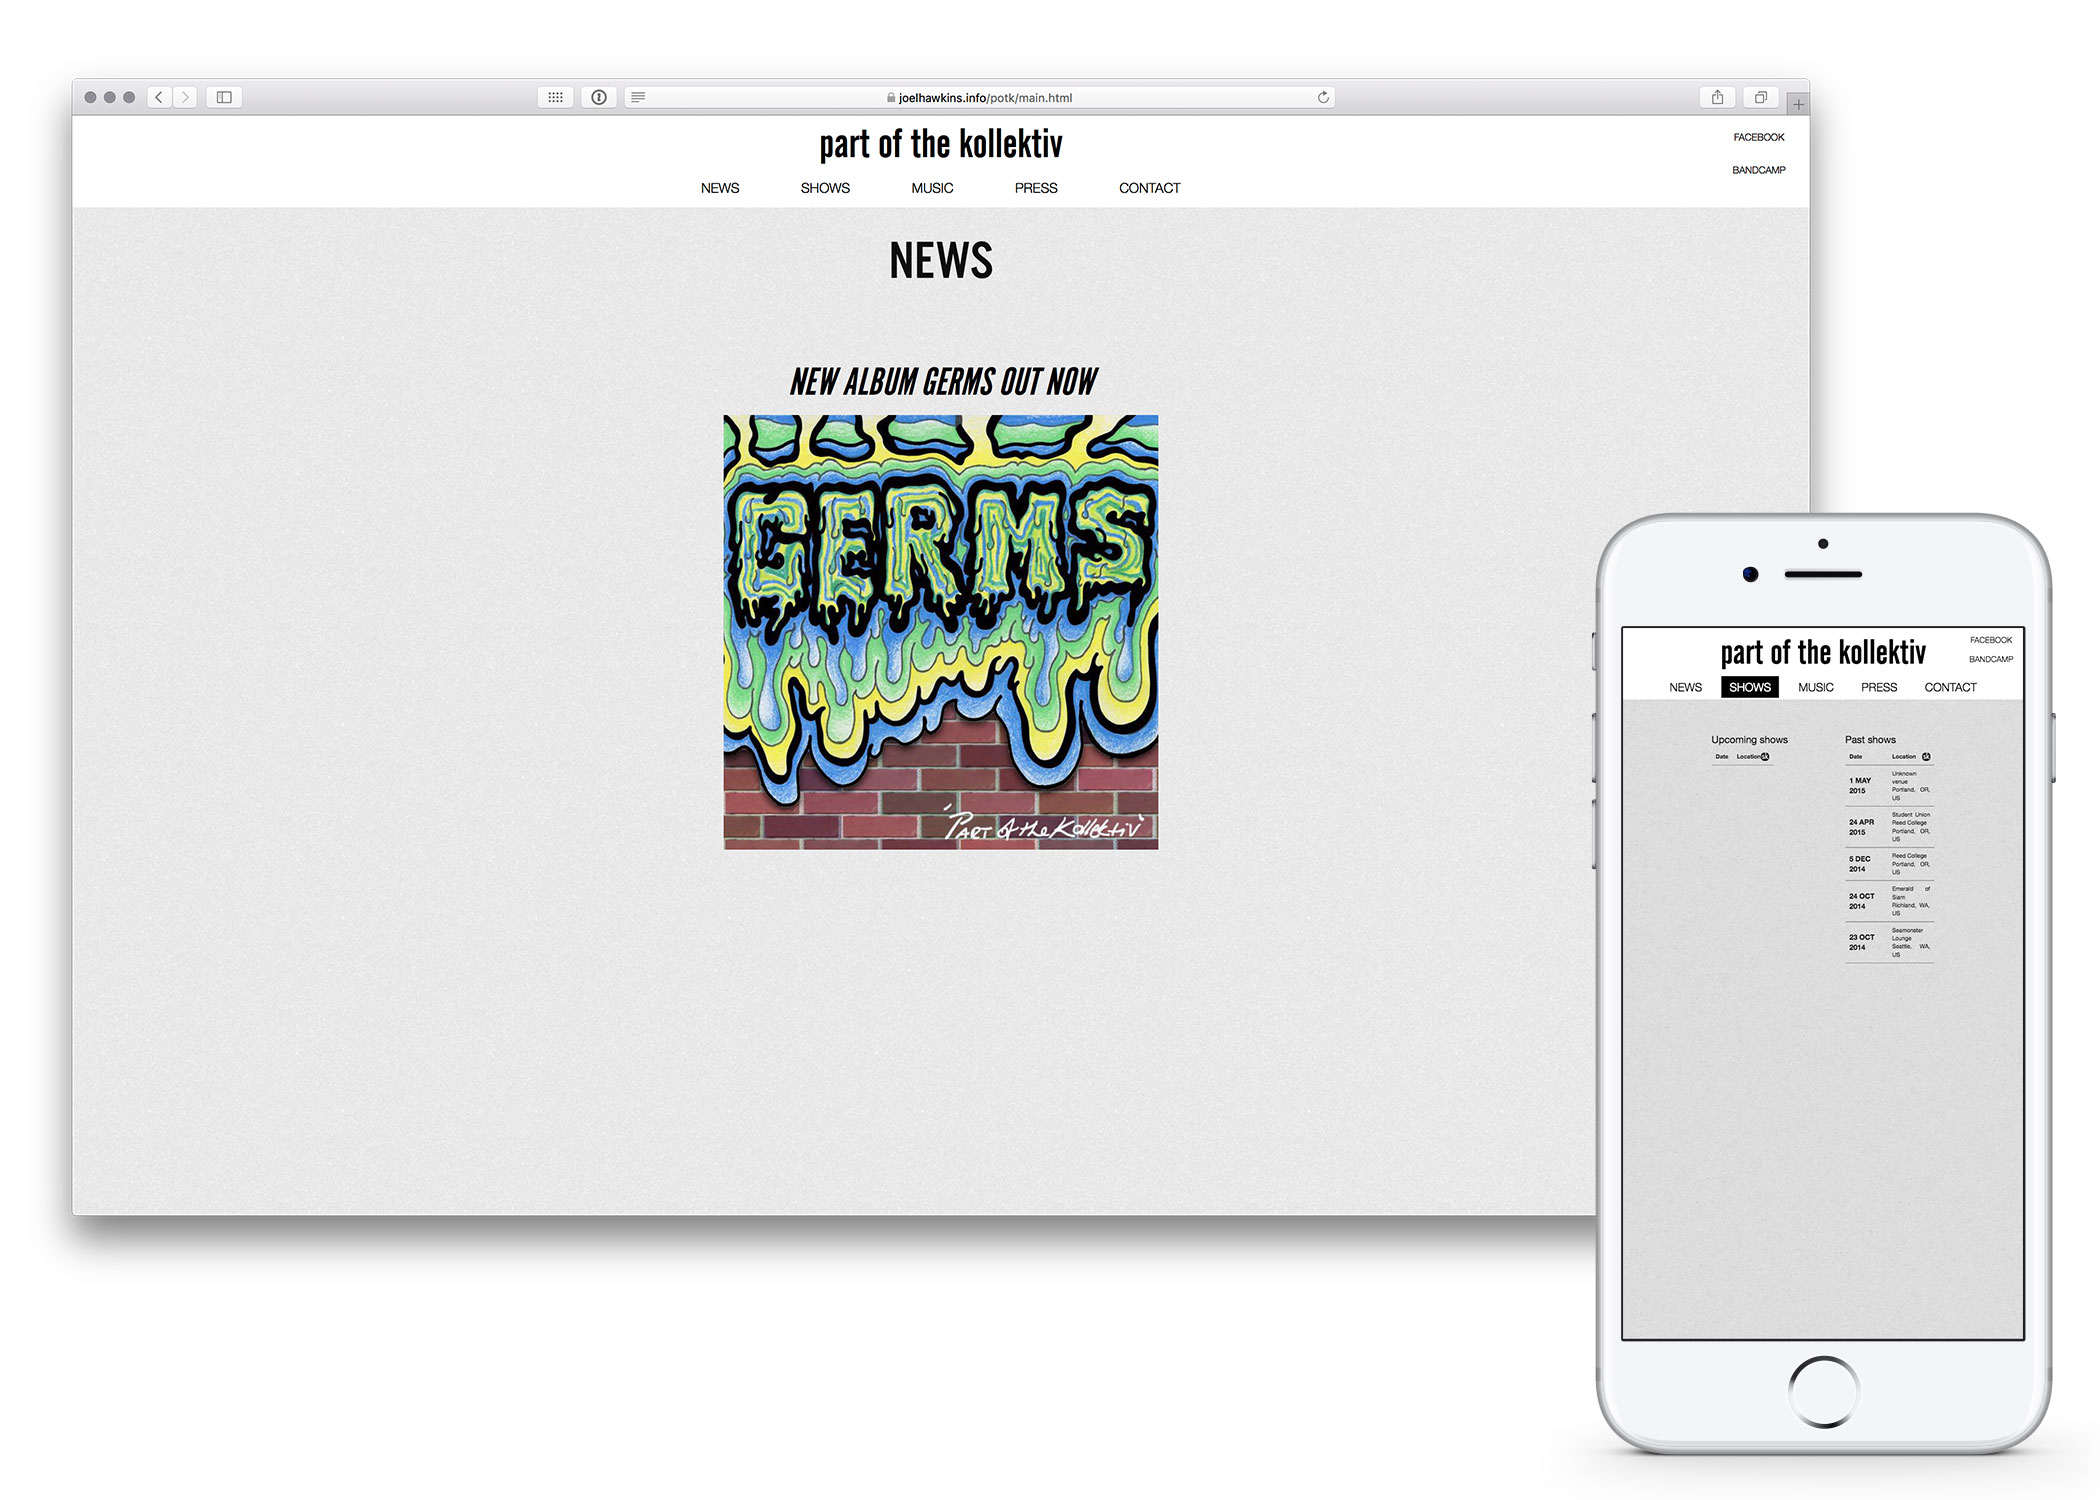 joelhawkins.info/potk/main.html
part of the kollektiv
FACEBOOK
BANDCAMP
NEWS SHOWS MUSIC PRESS CONTACT
NEWS
NEW ALBUM GERMS OUT NOW
GERMS
'PART of the Kollektiv'
part of the kollektiv
FACEBOOK
BANDCAMP
NEWS SHOWS MUSIC PRESS CONTACT
Upcoming shows
Date Location
Past shows
Date Location
1 MAY
2015
Unknown
venue
Portland, OR,
US
24 APR
2015
Student Union
Reed College
Portland, OR,
US
5 DEC
2014
Reed College
Portland, OR,
US
24 OCT
2014
Emerald of
Siam
Richland, WA,
US
23 OCT
2014
Seamonster
Lounge
Seattle, WA,
US